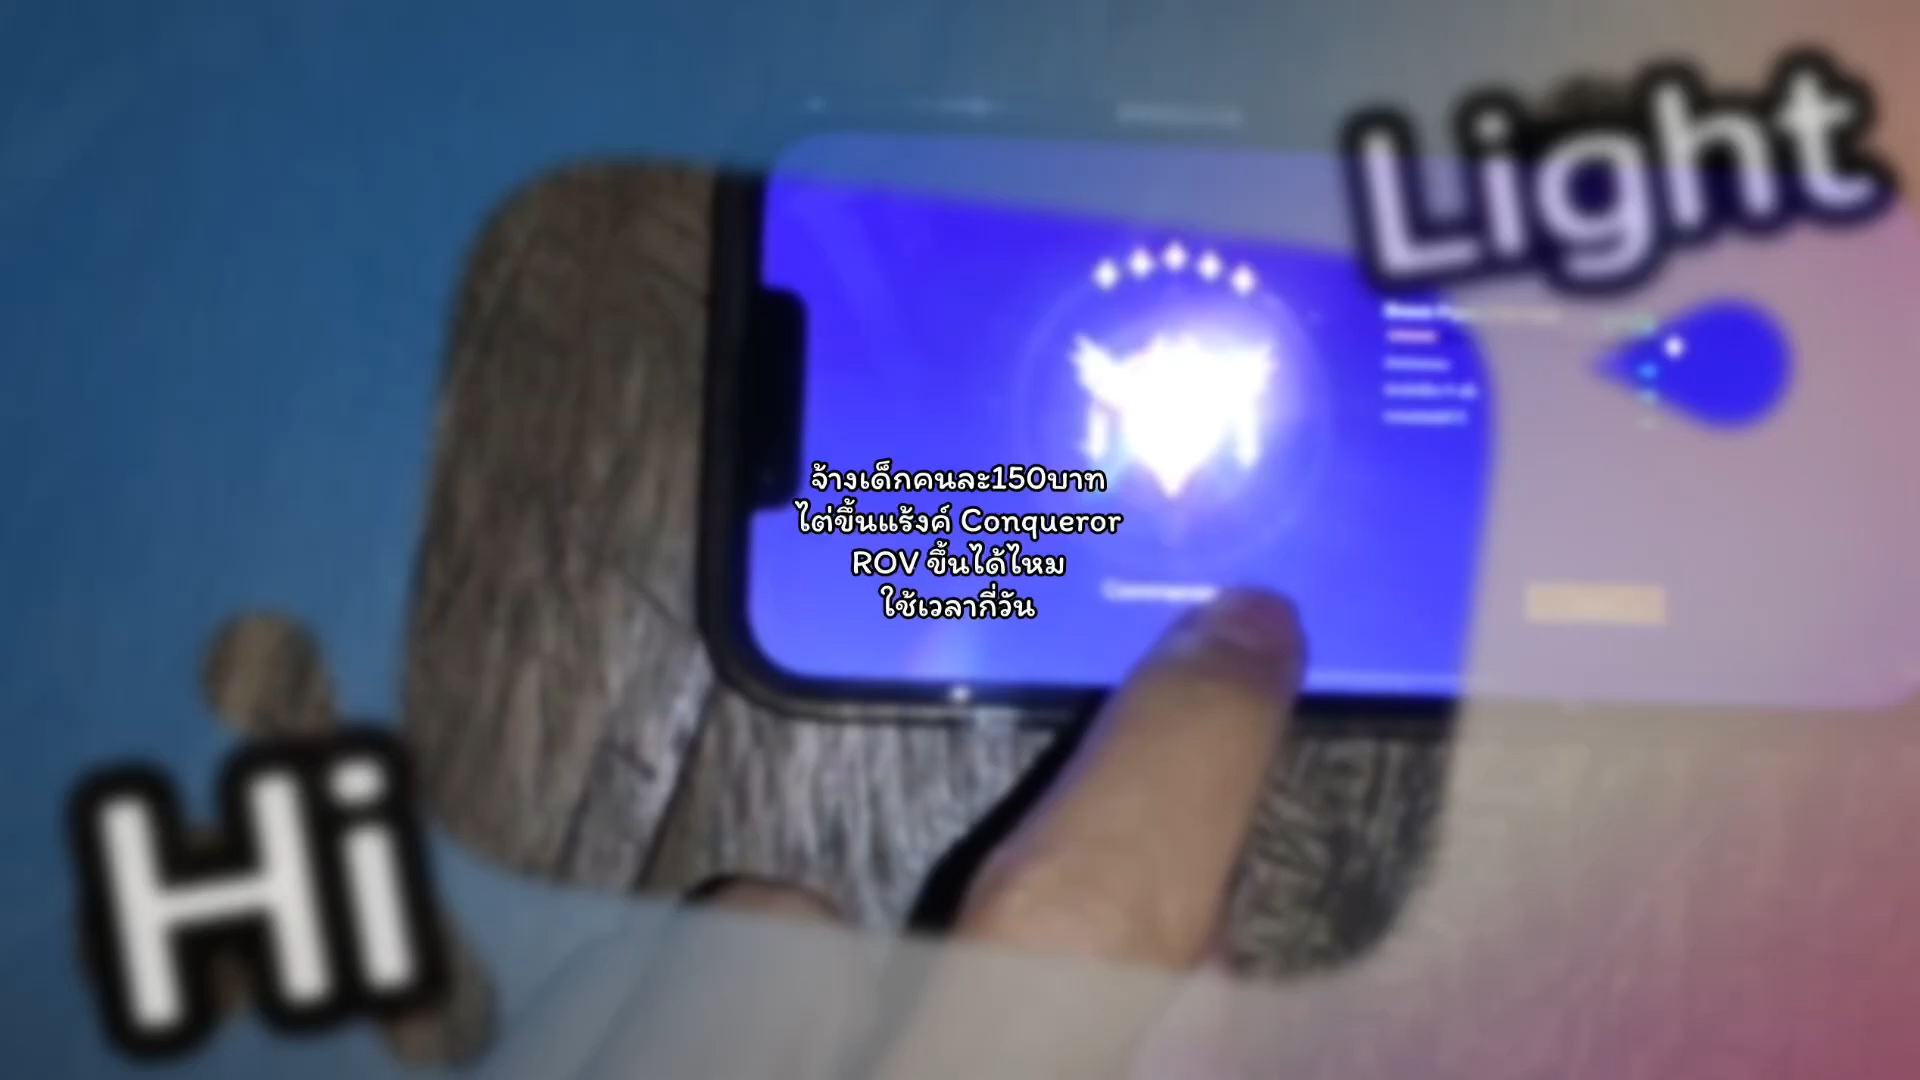 Light
จ้างเด็กคนละ150บาท
ไต่ขึ้นแร้งค์ Conqueror
ROV ขึ้นได้ไหม
ใช้เวลากี่วัน
Hi